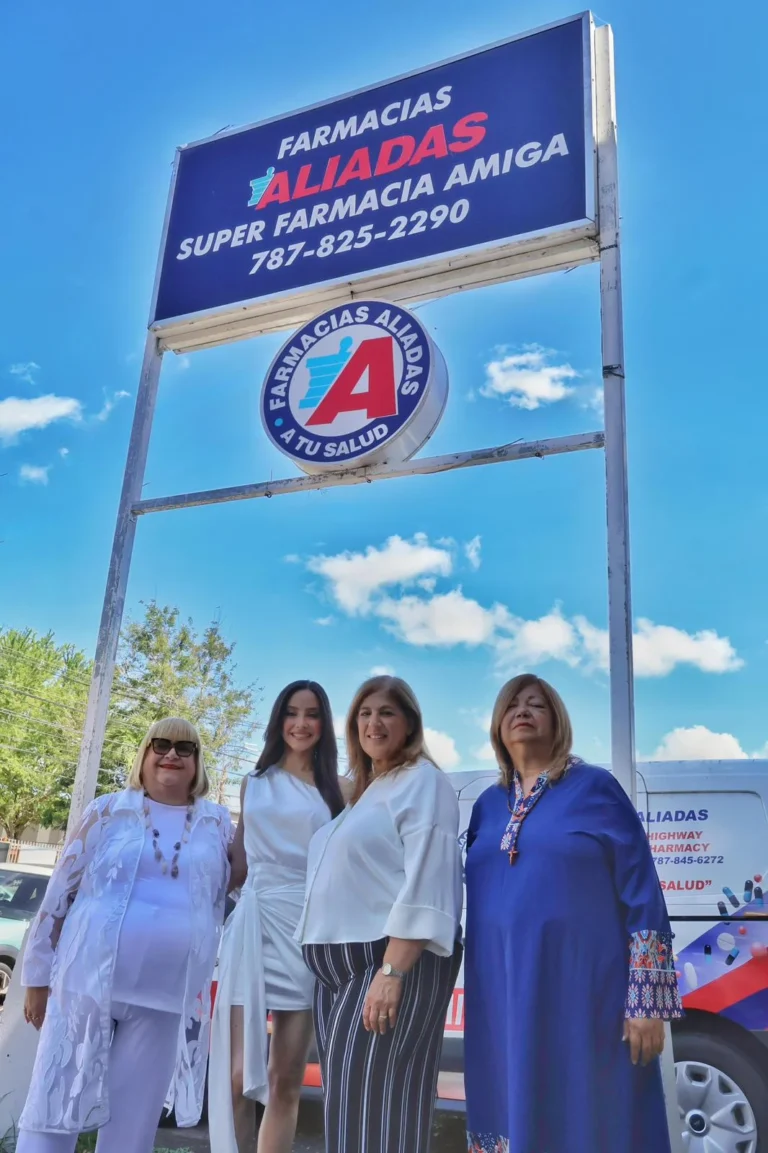 FARMACIAS
ALIADAS
SUPER FARMACIA AMIGA
787-825-2290
FARMACIAS ALIADAS
A
A TU SALUD
ALIADAS
HIGHWAY
PHARMACY
787-845-6272
SALUD"